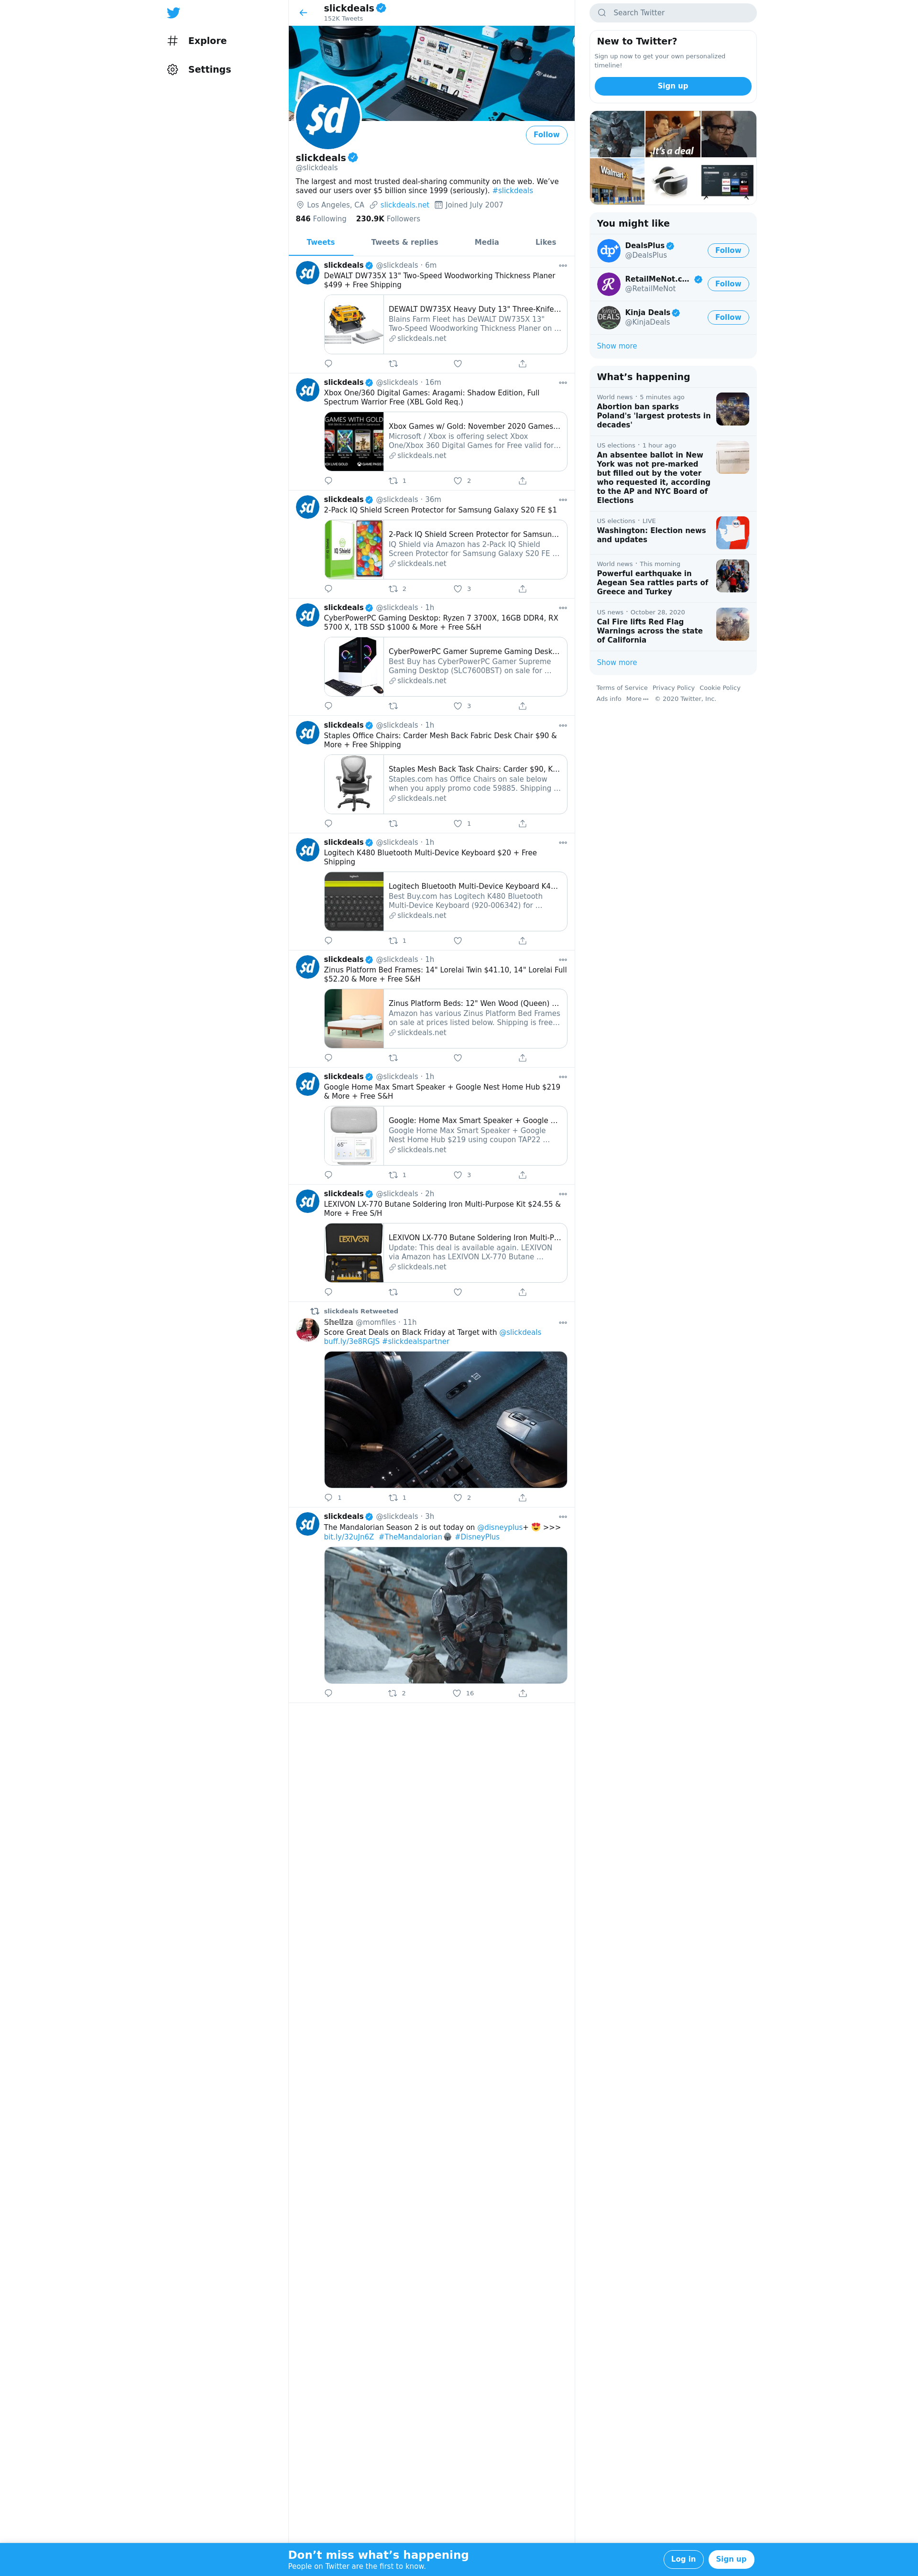 Explore
Settings
slickdeals
152K Tweets
$d
Follow
slickdeals
@slickdeals
The largest and most trusted deal-sharing community on the web. We’ve
saved our users over $5 billion since 1999 (seriously). #slickdeals
Los Angeles, CA slickdeals.net Joined July 2007
846 Following 230.9K Followers
Tweets Tweets & replies Media Likes
slickdeals @slickdeals · 6m
DeWALT DW735X 13" Two-Speed Woodworking Thickness Planer
$499 + Free Shipping
DEWALT DW735X Heavy Duty 13" Three-Knife…
Blains Farm Fleet has DeWALT DW735X 13"
Two-Speed Woodworking Thickness Planer on …
slickdeals.net
slickdeals @slickdeals · 16m
Xbox One/360 Digital Games: Aragami: Shadow Edition, Full
Spectrum Warrior Free (XBL Gold Req.)
GAMES WITH GOLD
Xbox Games w/ Gold: November 2020 Games…
Microsoft / Xbox is offering select Xbox
One/Xbox 360 Digital Games for Free valid for…
slickdeals.net
1 2
slickdeals @slickdeals · 36m
2-Pack IQ Shield Screen Protector for Samsung Galaxy S20 FE $1
IQ Shield
2-Pack IQ Shield Screen Protector for Samsun…
IQ Shield via Amazon has 2-Pack IQ Shield
Screen Protector for Samsung Galaxy S20 FE …
slickdeals.net
2 3
slickdeals @slickdeals · 1h
CyberPowerPC Gaming Desktop: Ryzen 7 3700X, 16GB DDR4, RX
5700 X, 1TB SSD $1000 & More + Free S&H
CyberPowerPC Gamer Supreme Gaming Desk…
Best Buy has CyberPowerPC Gamer Supreme
Gaming Desktop (SLC7600BST) on sale for …
slickdeals.net
3
slickdeals @slickdeals · 1h
Staples Office Chairs: Carder Mesh Back Fabric Desk Chair $90 &
More + Free Shipping
Staples Mesh Back Task Chairs: Carder $90, K…
Staples.com has Office Chairs on sale below
when you apply promo code 59885. Shipping …
slickdeals.net
1
slickdeals @slickdeals · 1h
Logitech K480 Bluetooth Multi-Device Keyboard $20 + Free
Shipping
Logitech Bluetooth Multi-Device Keyboard K4…
Best Buy.com has Logitech K480 Bluetooth
Multi-Device Keyboard (920-006342) for …
slickdeals.net
1
slickdeals @slickdeals · 1h
Zinus Platform Bed Frames: 14" Lorelai Twin $41.10, 14" Lorelai Full
$52.20 & More + Free S&H
Zinus Platform Beds: 12" Wen Wood (Queen) …
Amazon has various Zinus Platform Bed Frames
on sale at prices listed below. Shipping is free…
slickdeals.net
slickdeals @slickdeals · 1h
Google Home Max Smart Speaker + Google Nest Home Hub $219
& More + Free S&H
Google: Home Max Smart Speaker + Google …
Google Home Max Smart Speaker + Google
Nest Home Hub $219 using coupon TAP22 …
slickdeals.net
1 3
slickdeals @slickdeals · 2h
LEXIVON LX-770 Butane Soldering Iron Multi-Purpose Kit $24.55 &
More + Free S/H
LEXIVON
LEXIVON LX-770 Butane Soldering Iron Multi-P…
Update: This deal is available again. LEXIVON
via Amazon has LEXIVON LX-770 Butane …
slickdeals.net
slickdeals Retweeted
@momfiles · 11h
Score Great Deals on Black Friday at Target with @slickdeals
buff.ly/3e8RGJS #slickdealspartner
1 1 2
slickdeals @slickdeals · 3h
The Mandalorian Season 2 is out today on @disneyplus+ 😍 >>>
bit.ly/32uJn6Z #TheMandalorian #DisneyPlus
2 16
Search Twitter
New to Twitter?
Sign up now to get your own personalized
timeline!
Sign up
It's a deal
Walmart
You might like
dp+
DealsPlus
@DealsPlus
Follow
RetailMeNot.c…
@RetailMeNot
Follow
DEALS
Kinja Deals
@KinjaDeals
Follow
Show more
What’s happening
World news · 5 minutes ago
Abortion ban sparks
Poland's 'largest protests in
decades'
US elections · 1 hour ago
An absentee ballot in New
York was not pre-marked
but filled out by the voter
who requested it, according
to the AP and NYC Board of
Elections
US elections · LIVE
Washington: Election news
and updates
World news · This morning
Powerful earthquake in
Aegean Sea rattles parts of
Greece and Turkey
US news · October 28, 2020
Cal Fire lifts Red Flag
Warnings across the state
of California
Show more
Terms of Service Privacy Policy Cookie Policy
Ads info More © 2020 Twitter, Inc.
Don’t miss what’s happening
People on Twitter are the first to know.
Log in Sign up